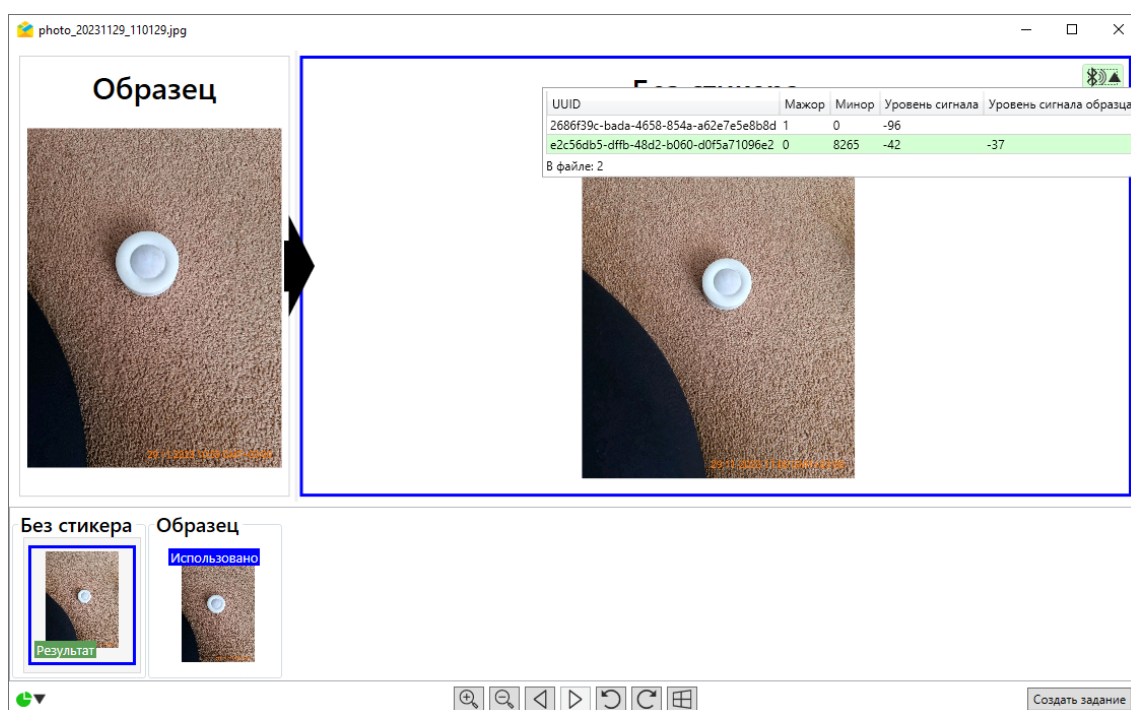 photo_20231129_110129.jpg
Образец
UUID Мажор Минор Уровень сигнала Уровень сигнала образца
2686f39c-bada-4658-854a-a62e7e5e8b8d 1 0 -96
e2c56db5-dffb-48d2-b060-d0f5a71096e2 0 8265 -42 -37
В файле: 2
Без стикера
Образец
Использовано
Результат
Создать задание